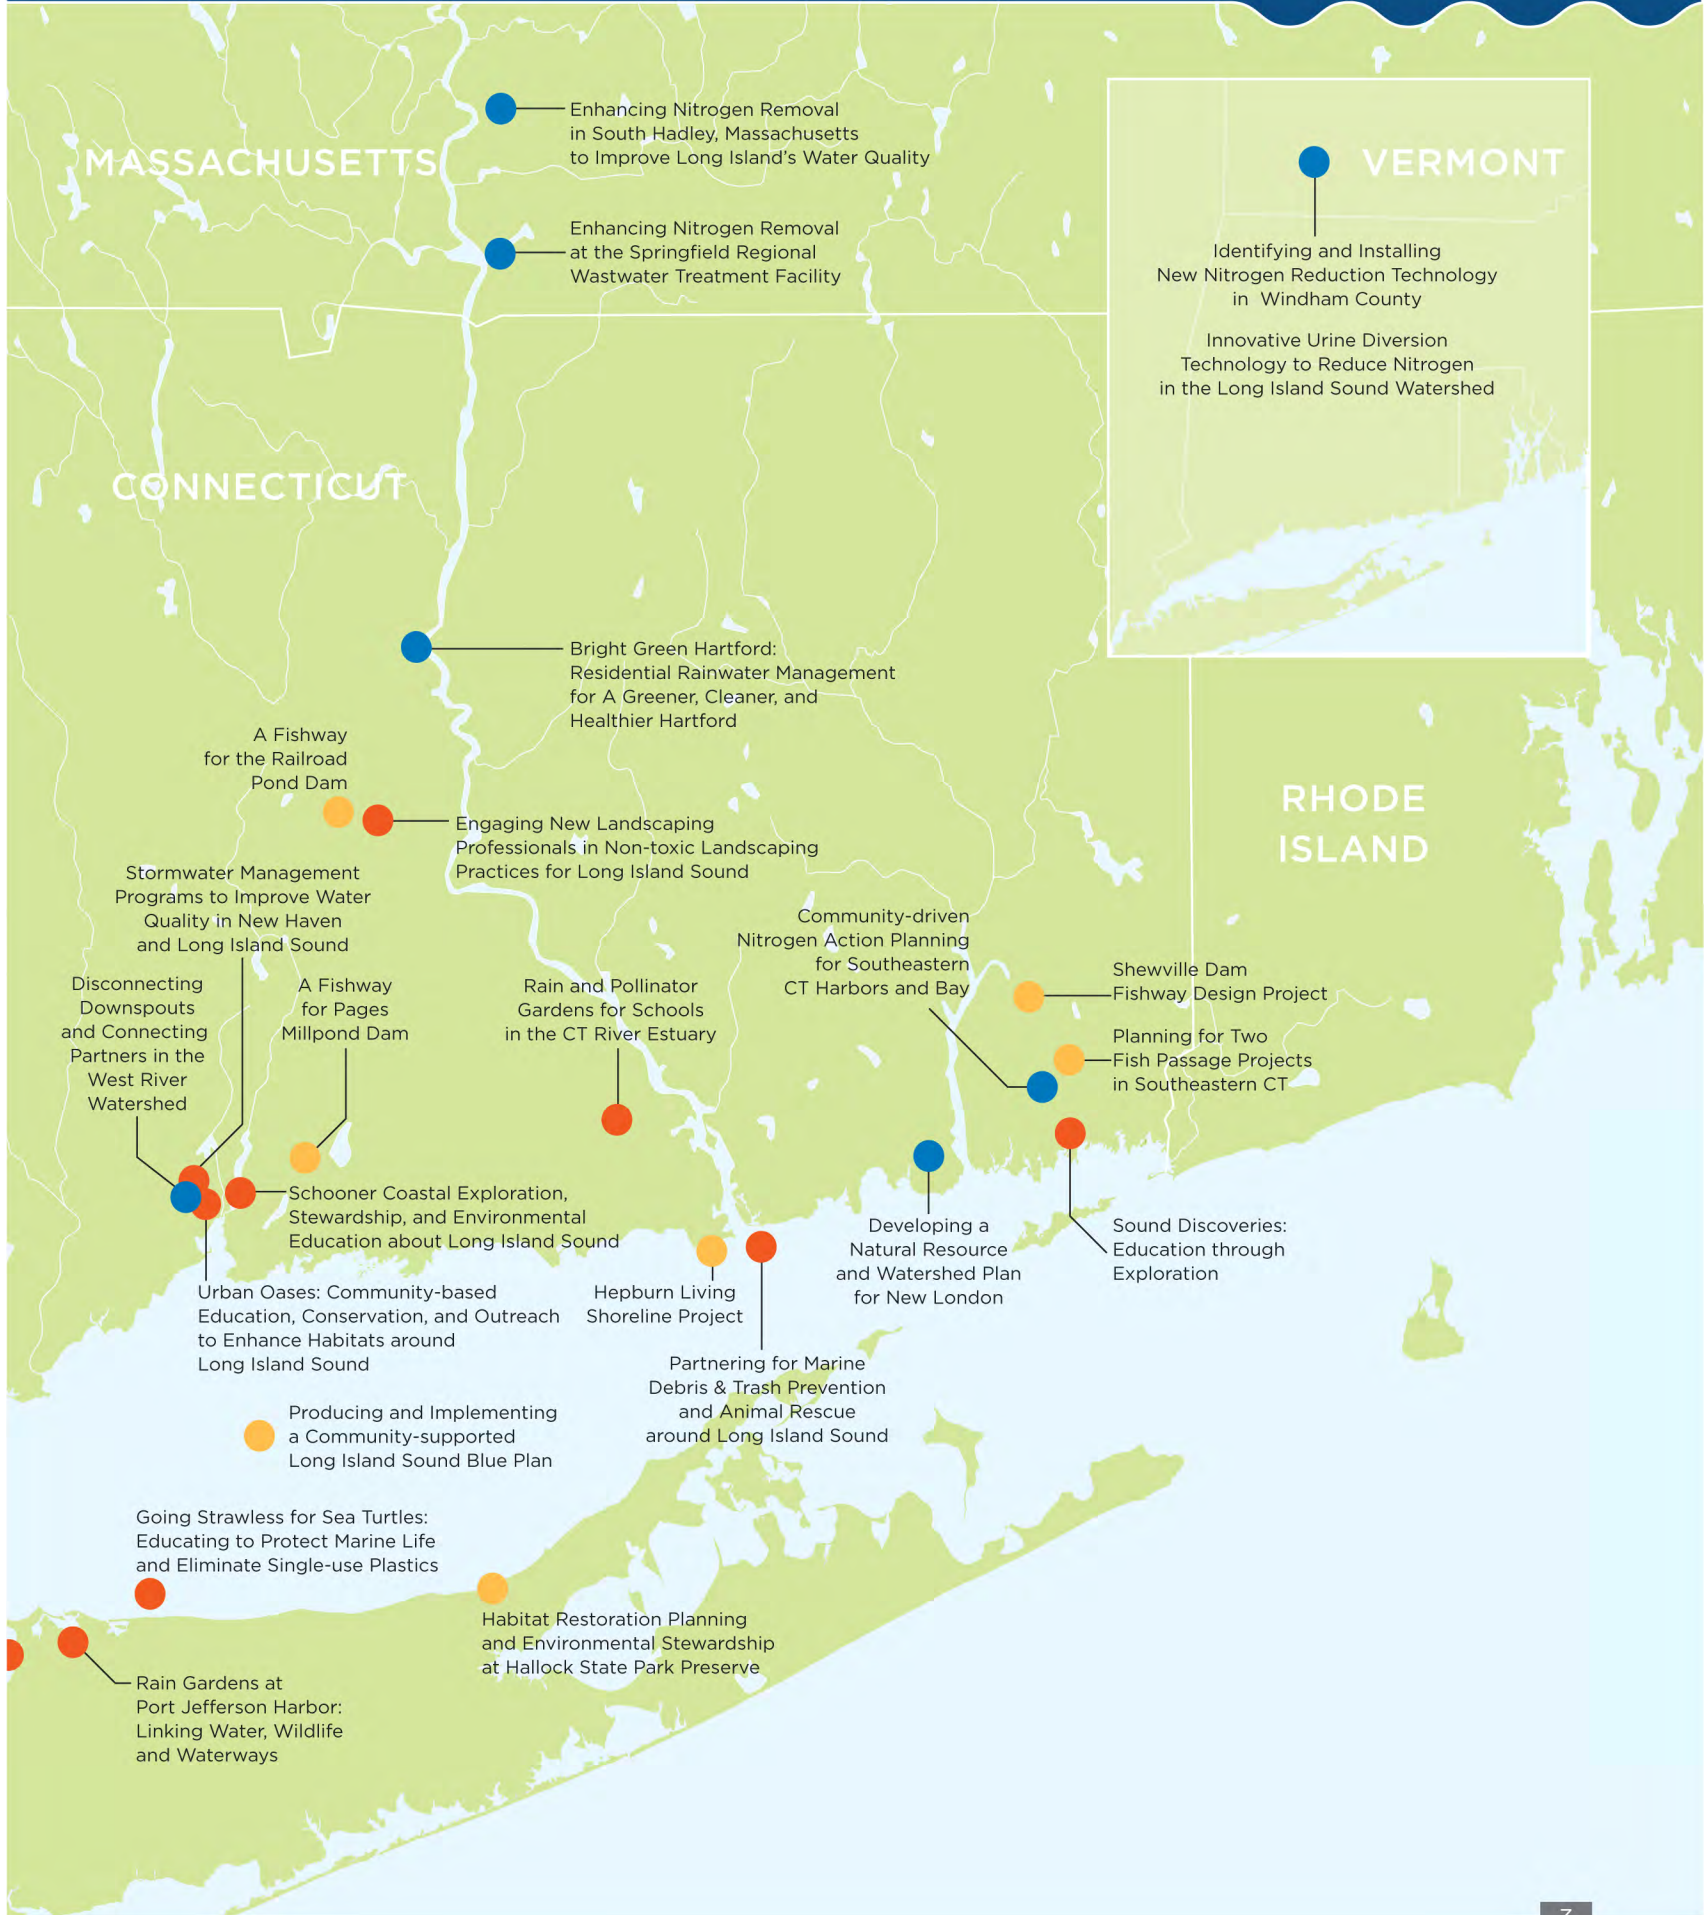 MASSACHUSETTS
Enhancing Nitrogen Removal
in South Hadley, Massachusetts
to Improve Long Island's Water Quality
VERMONT
Enhancing Nitrogen Removal
at the Springfield Regional
Wastwater Treatment Facility
Identifying and Installing
New Nitrogen Reduction Technology
in Windham County
Innovative Urine Diversion
Technology to Reduce Nitrogen
in the Long Island Sound Watershed
CONNECTICUT
Bright Green Hartford:
Residential Rainwater Management
for A Greener, Cleaner, and
Healthier Hartford
A Fishway
for the Railroad
Pond Dam
RHODE
ISLAND
Engaging New Landscaping
Professionals in Non-toxic Landscaping
Practices for Long Island Sound
Stormwater Management
Programs to Improve Water
Quality in New Haven
and Long Island Sound
Community-driven
Nitrogen Action Planning
for Southeastern
CT Harbors and Bay
Disconnecting
Downspouts
and Connecting
Partners in the
West River
Watershed
A Fishway
for Pages
Millpond Dam
Rain and Pollinator
Gardens for Schools
in the CT River Estuary
Shewville Dam
Fishway Design Project
Planning for Two
Fish Passage Projects
in Southeastern CT
Schooner Coastal Exploration,
Stewardship, and Environmental
Education about Long Island Sound
Developing a
Natural Resource
and Watershed Plan
for New London
Sound Discoveries:
Education through
Exploration
Urban Oases: Community-based
Education, Conservation, and Outreach
to Enhance Habitats around
Long Island Sound
Hepburn Living
Shoreline Project
Partnering for Marine
Debris & Trash Prevention
and Animal Rescue
around Long Island Sound
Producing and Implementing
a Community-supported
Long Island Sound Blue Plan
Going Strawless for Sea Turtles:
Educating to Protect Marine Life
and Eliminate Single-use Plastics
Habitat Restoration Planning
and Environmental Stewardship
at Hallock State Park Preserve
Rain Gardens at
Port Jefferson Harbor:
Linking Water, Wildlife
and Waterways